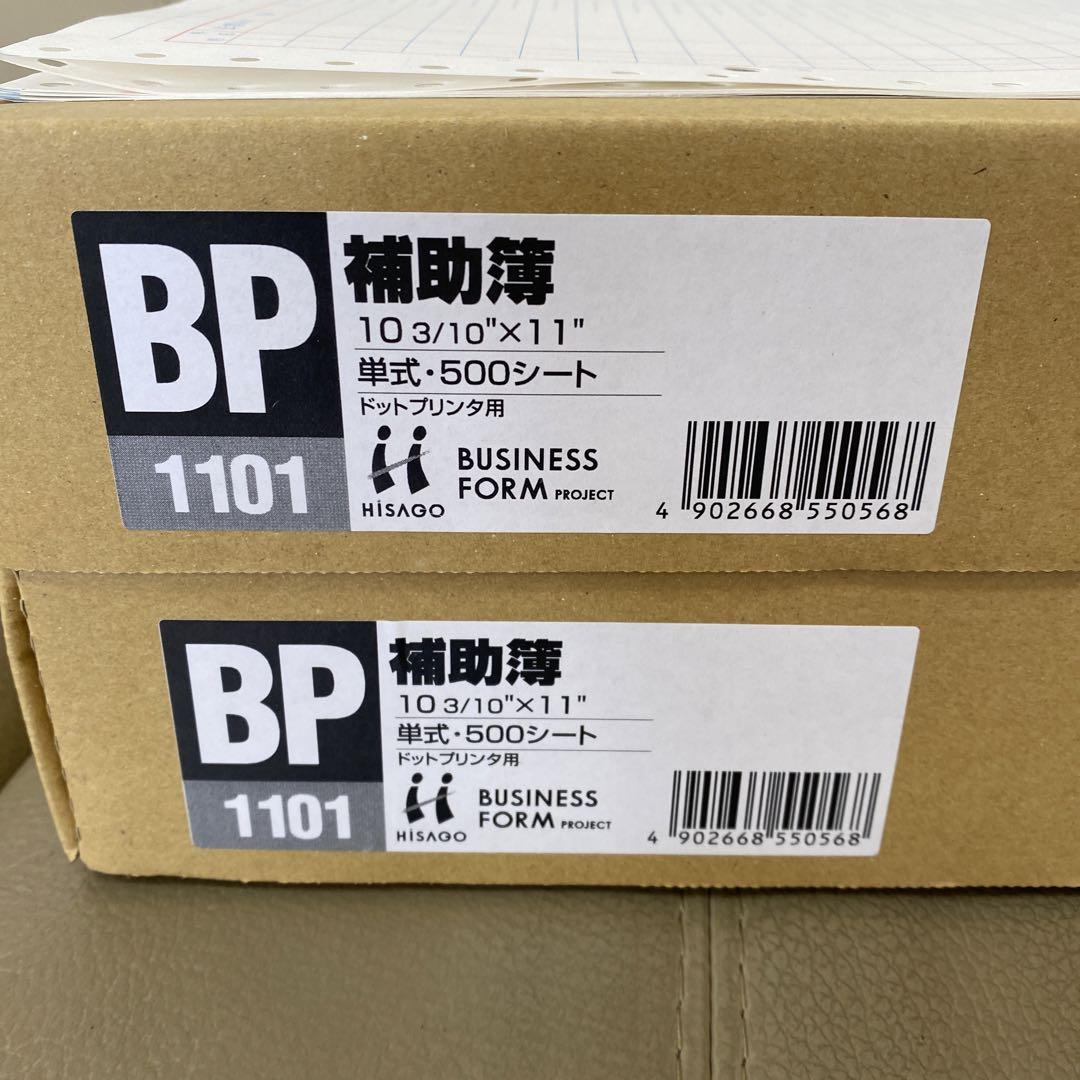 BP
1101
補助簿
10 3/10"×11"
単式・500シート
ドットプリンタ用
HiSAGO
BUSINESS
FORM PROJECT
4 902668 550568
BP
1101
補助簿
10 3/10"×11"
単式・500シート
ドットプリンタ用
HiSAGO
BUSINESS
FORM PROJECT
4 902668 550568